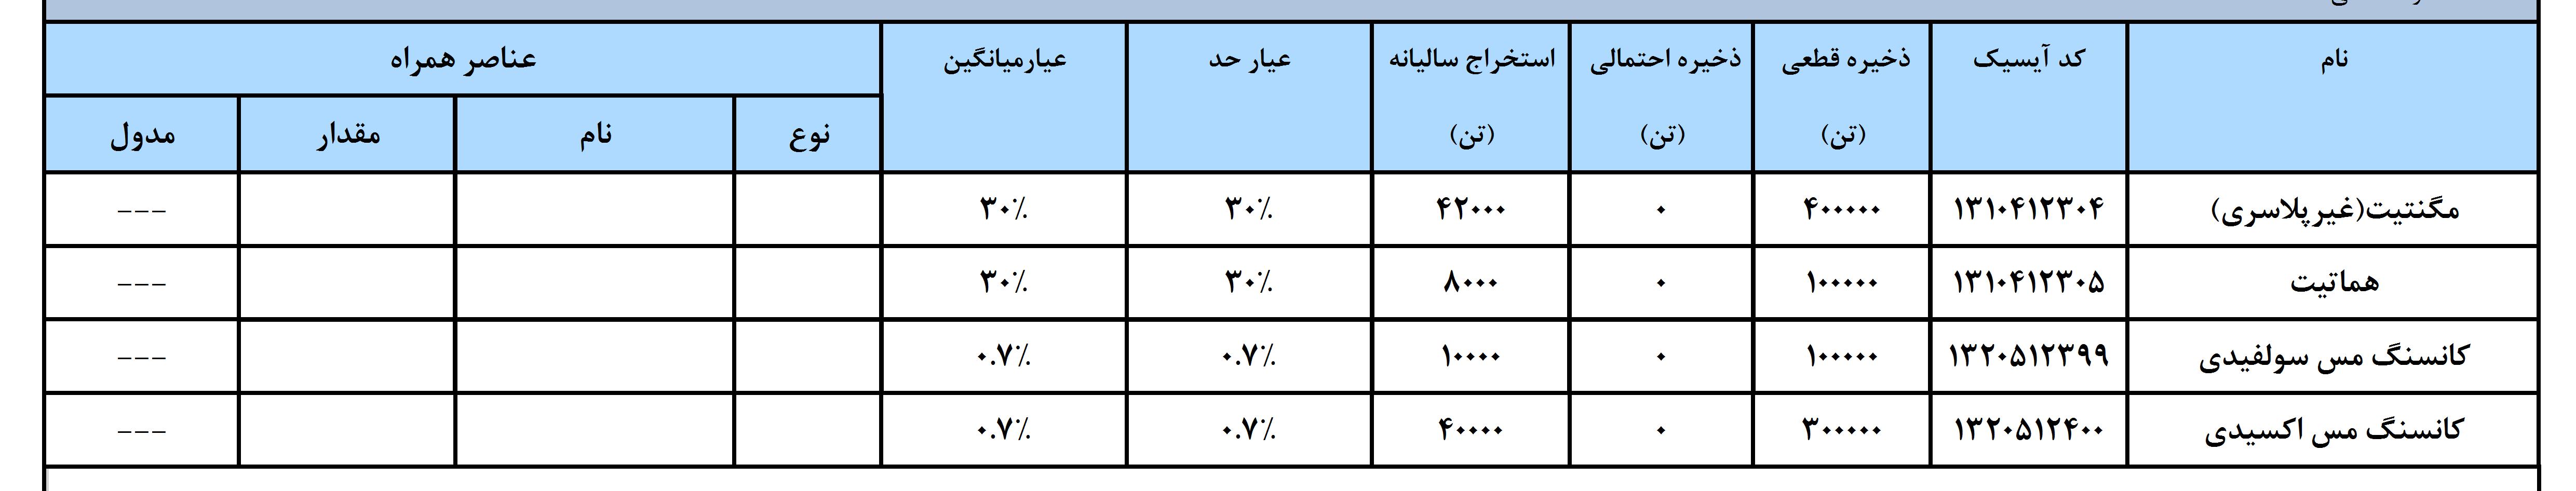 نام	کد آیسیک	ذخیره قطعی (تن)	ذخیره احتمالی (تن)	استخراج سالیانه (تن)	عیار حد	عیارمیانگین	عناصر همراه
نوع	نام	مقدار	مدول
مگنتیت(غیرپلاسری)	۱۳۱۰۴۱۲۳۰۴	۴۰۰۰۰۰	۰	۴۲۰۰۰	۳۰٪	۳۰٪	---
هماتیت	۱۳۱۰۴۱۲۳۰۵	۱۰۰۰۰۰	۰	۸۰۰۰	۳۰٪	۳۰٪	---
کانسنگ مس سولفیدی	۱۳۲۰۵۱۲۳۹۹	۱۰۰۰۰۰	۰	۱۰۰۰۰	۰.۷٪	۰.۷٪	---
کانسنگ مس اکسیدی	۱۳۲۰۵۱۲۴۰۰	۳۰۰۰۰۰	۰	۴۰۰۰۰	۰.۷٪	۰.۷٪	---